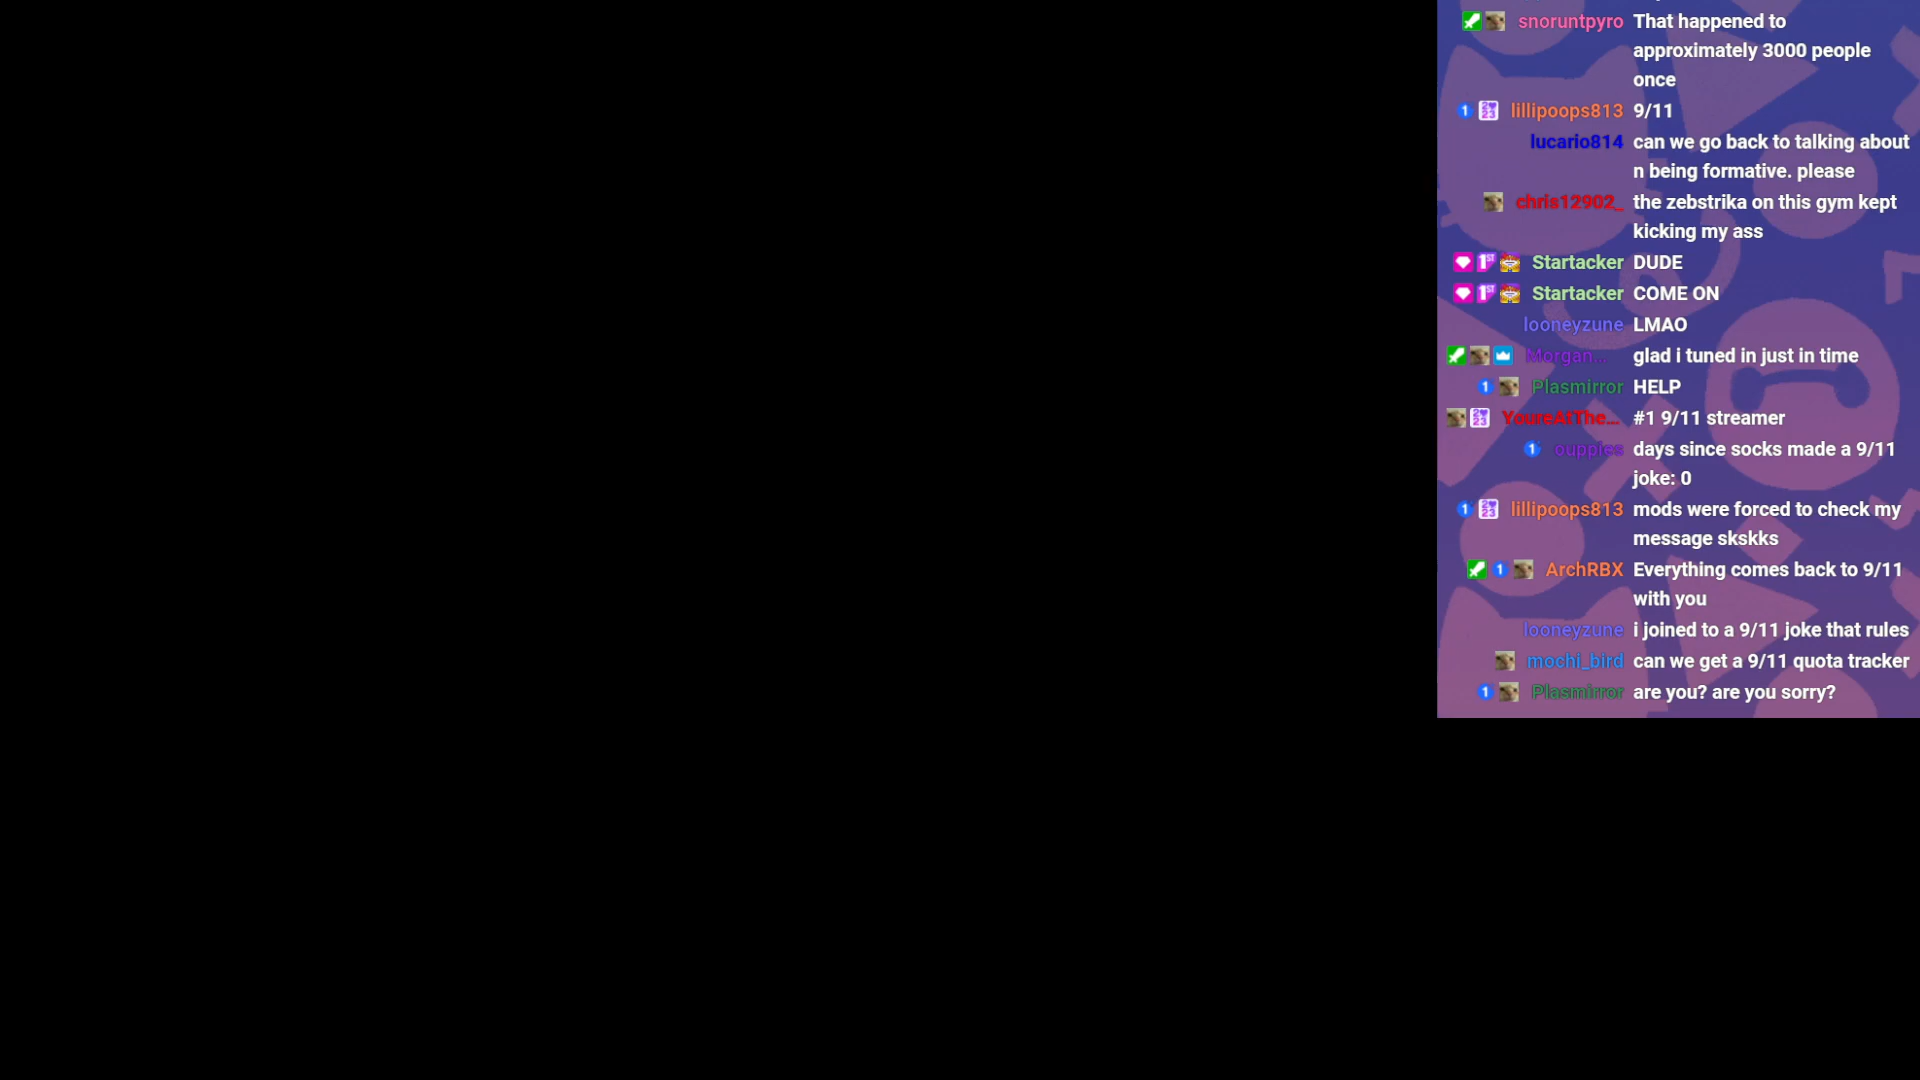 snoruntpyro That happened to
approximately 3000 people
once
lillipoops813 9/11
lucario814 can we go back to talking about
n being formative. please
chris12902_ the zebstrika on this gym kept
kicking my ass
Startacker DUDE
Startacker COME ON
looneyzune LMAO
Morgan... glad i tuned in just in time
Plasmirror HELP
YoureAtThe... #1 9/11 streamer
ouppies days since socks made a 9/11
joke: 0
lillipoops813 mods were forced to check my
message skskks
ArchRBX Everything comes back to 9/11
with you
looneyzune i joined to a 9/11 joke that rules
mochi_bird can we get a 9/11 quota tracker
Plasmirror are you? are you sorry?